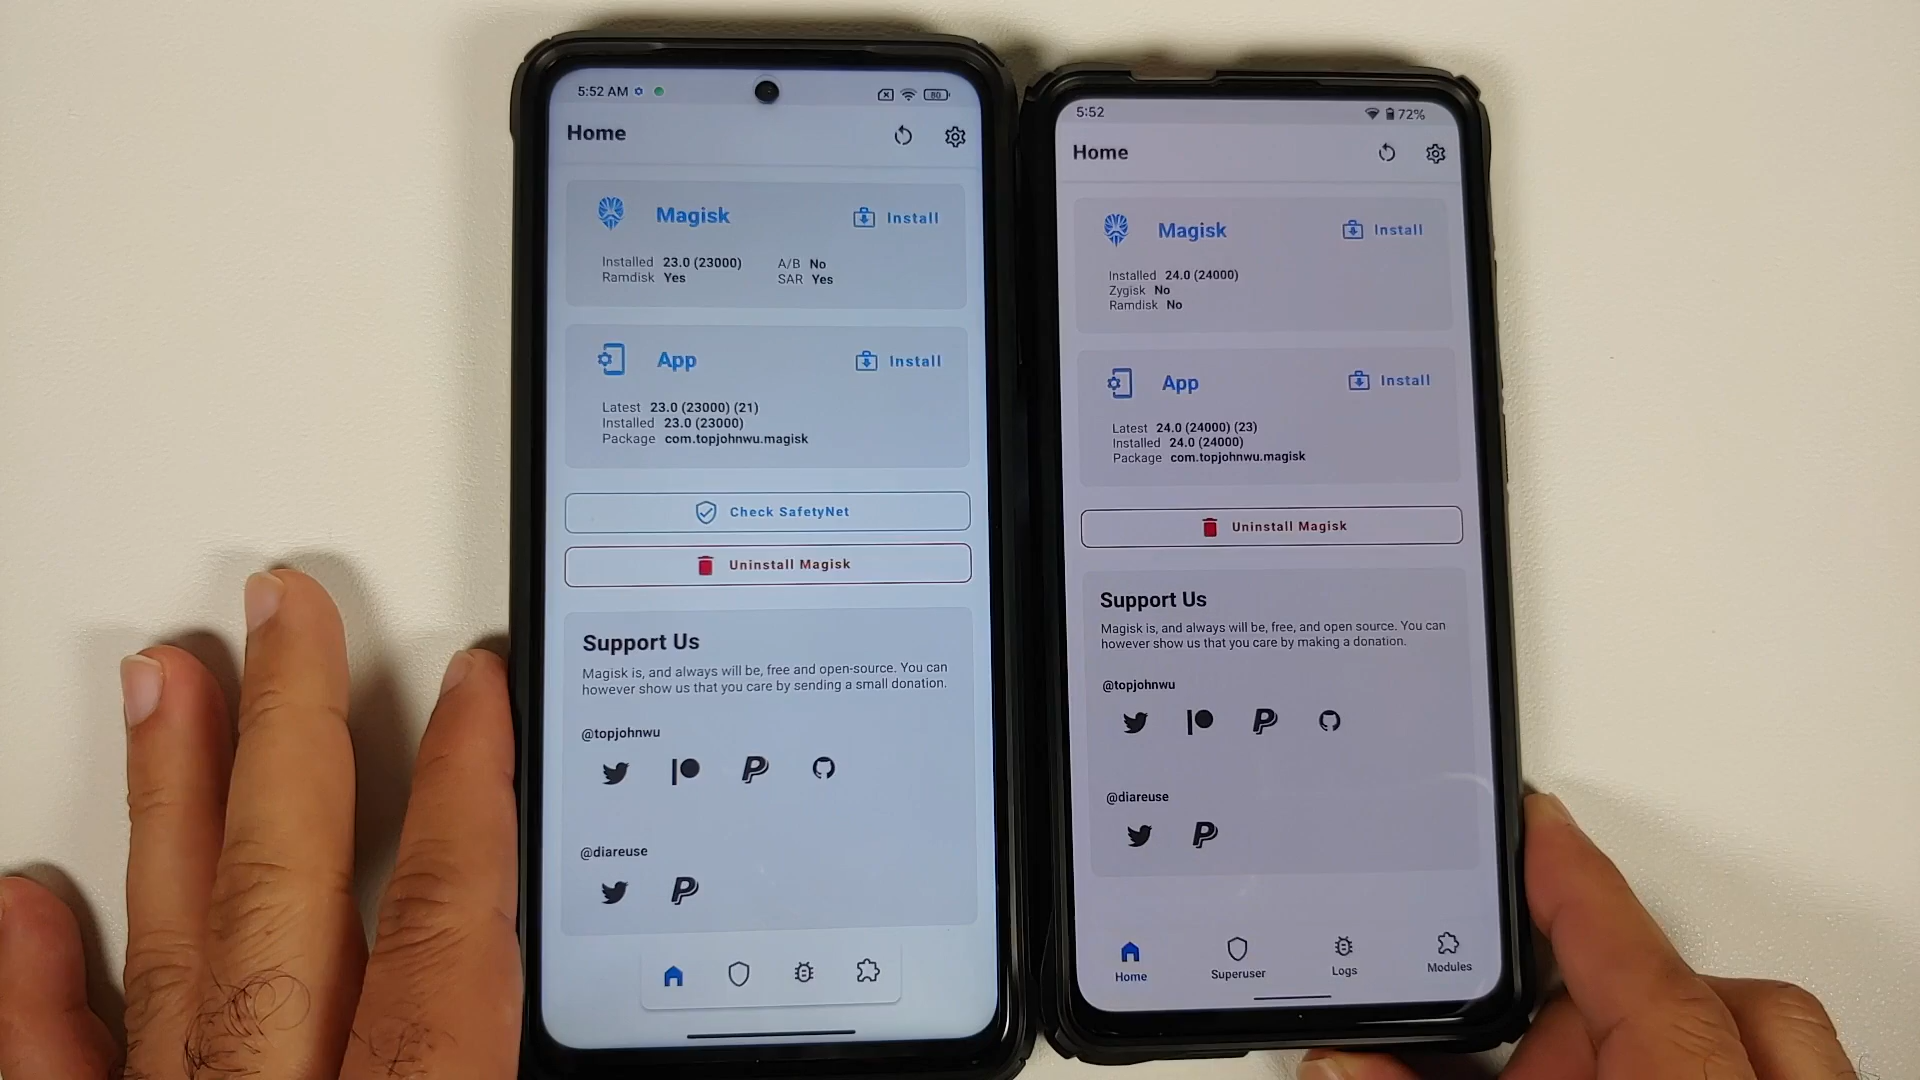 5:52 AM
80
Home
Magisk
Install
Installed 23.0 (23000)
A/B No
Ramdisk Yes
SAR Yes
App
Install
Latest 23.0 (23000) (21)
Installed 23.0 (23000)
Package com.topjohnwu.magisk
Check SafetyNet
Uninstall Magisk
Support Us
Magisk is, and always will be, free and open-source. You can
however show us that you care by sending a small donation.
@topjohnwu
@diareuse
5:52
72%
Home
Magisk
Install
Installed 24.0 (24000)
Zygisk No
Ramdisk No
App
Install
Latest 24.0 (24000) (23)
Installed 24.0 (24000)
Package com.topjohnwu.magisk
Uninstall Magisk
Support Us
Magisk is, and always will be, free, and open source. You can
however show us that you care by making a donation.
@topjohnwu
@diareuse
Home
Superuser
Logs
Modules